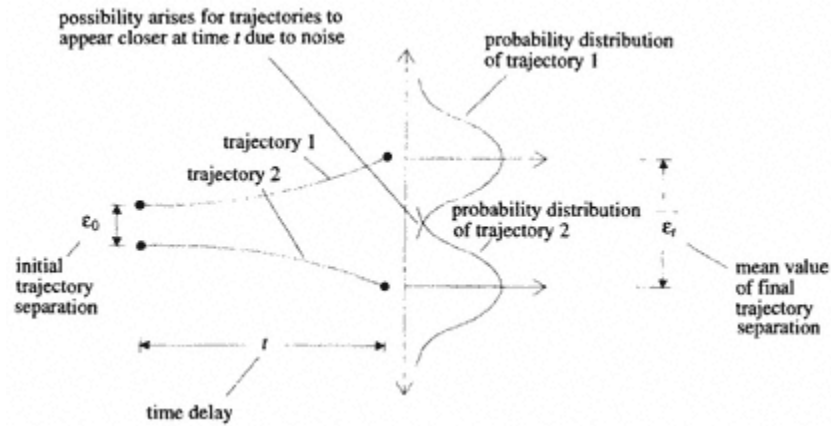 possibility arises for trajectories to
appear closer at time t due to noise
probability distribution
of trajectory 1
trajectory 1
trajectory 2
ε0
initial
trajectory
separation
probability distribution
of trajectory 2
εr
mean value
of final
trajectory
separation
t
time delay